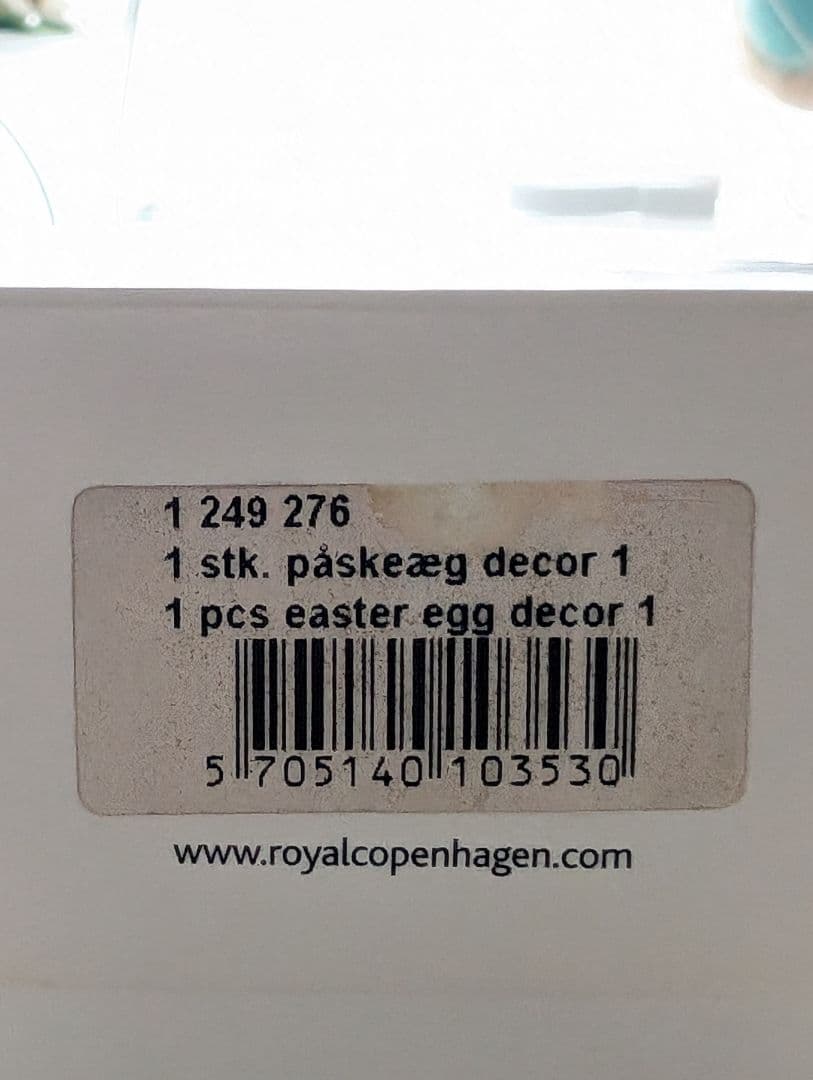 1 249 276
1 stk. påskeæg decor 1
1 pcs easter egg decor 1
5 705140 103530
www.royalcopenhagen.com